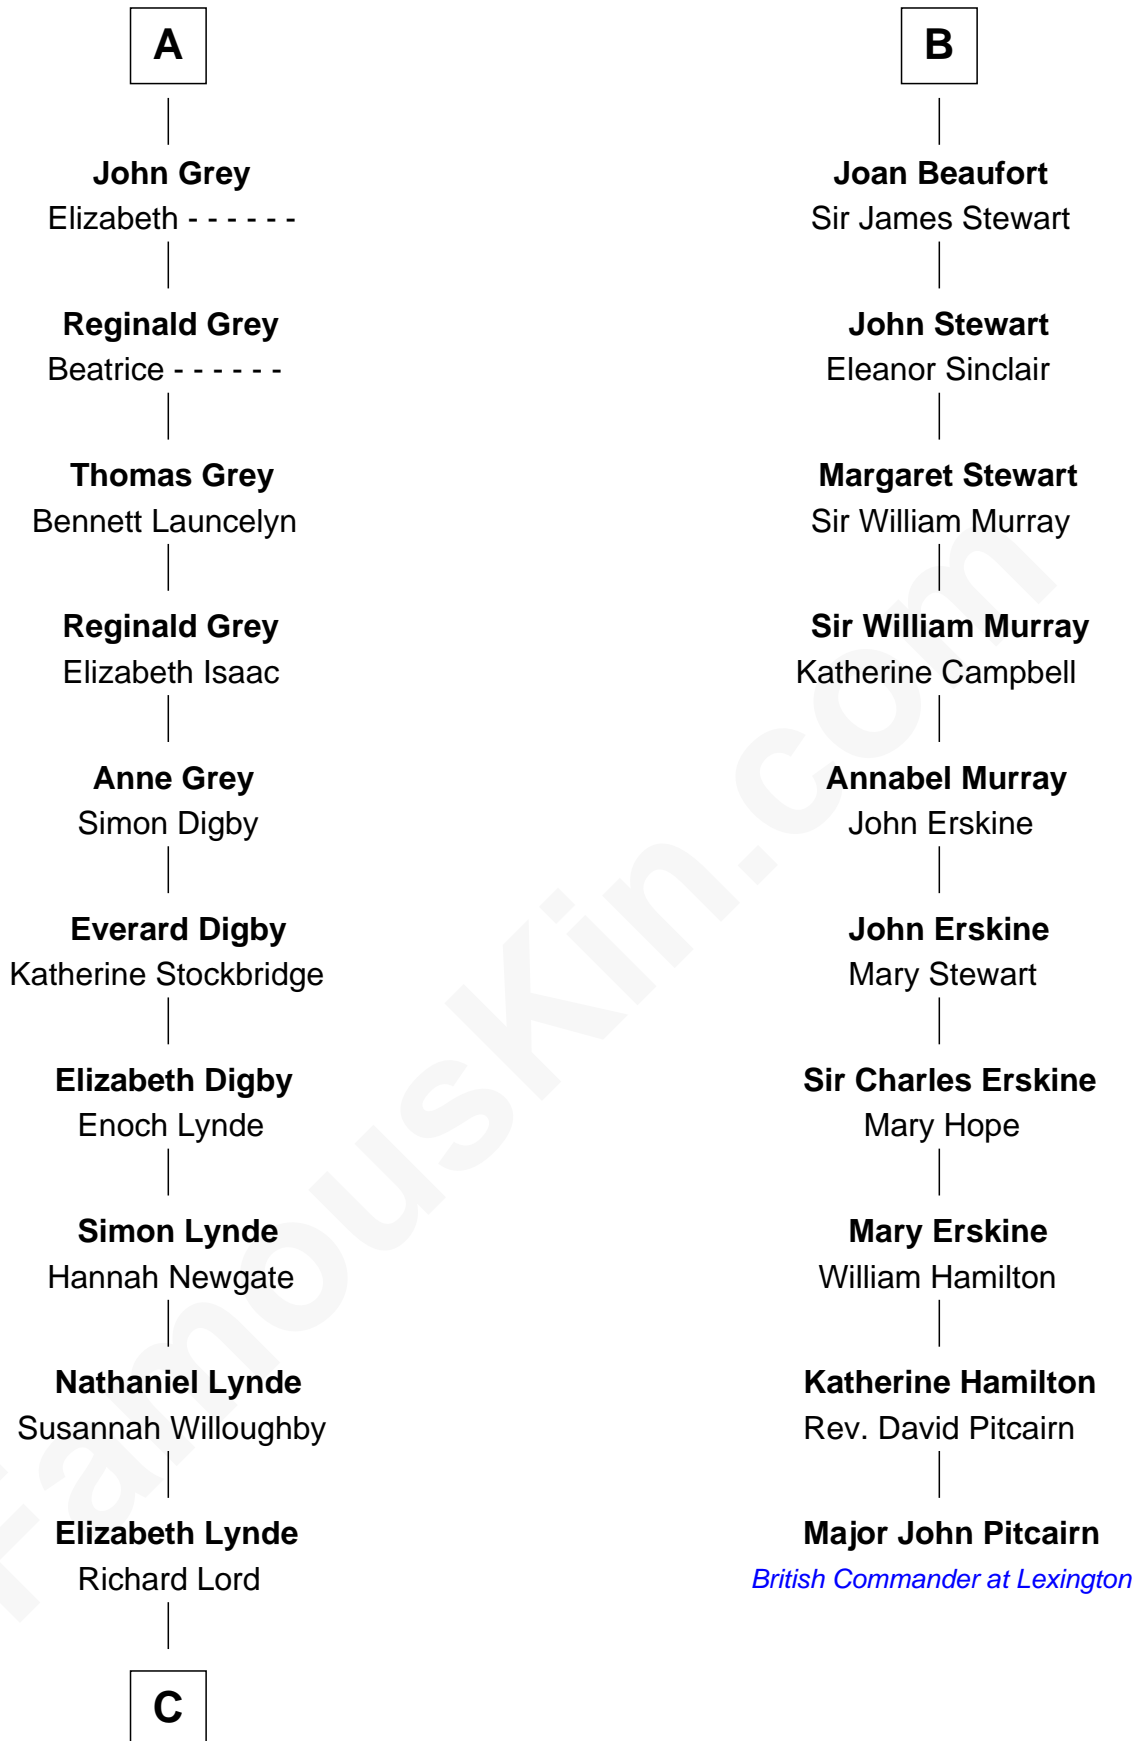 A
John Grey
Elizabeth - - - - - -
Reginald Grey
Beatrice - - - - - -
Thomas Grey
Bennett Launcelyn
Reginald Grey
Elizabeth Isaac
Anne Grey
Simon Digby
Everard Digby
Katherine Stockbridge
Elizabeth Digby
Enoch Lynde
Simon Lynde
Hannah Newgate
Nathaniel Lynde
Susannah Willoughby
Elizabeth Lynde
Richard Lord
C
B
Joan Beaufort
Sir James Stewart
John Stewart
Eleanor Sinclair
Margaret Stewart
Sir William Murray
Sir William Murray
Katherine Campbell
Annabel Murray
John Erskine
John Erskine
Mary Stewart
Sir Charles Erskine
Mary Hope
Mary Erskine
William Hamilton
Katherine Hamilton
Rev. David Pitcairn
Major John Pitcairn
British Commander at Lexington
FamousKin.com